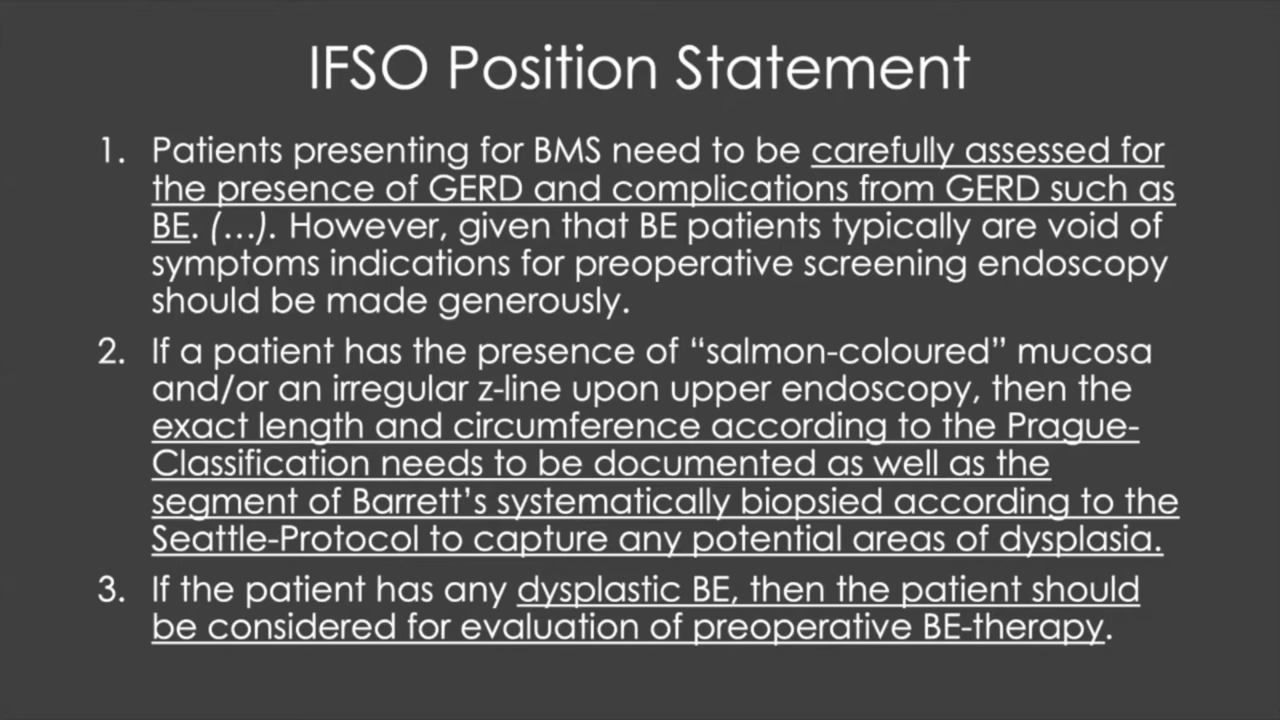 IFSO Position Statement
1. Patients presenting for BMS need to be carefully assessed for
the presence of GERD and complications from GERD such as
BE. (...). However, given that BE patients typically are void of
symptoms indications for preoperative screening endoscopy
should be made generously.
2. If a patient has the presence of “salmon-coloured” mucosa
and/or an irregular z-line upon upper endoscopy, then the
exact length and circumference according to the Prague-
Classification needs to be documented as well as the
segment of Barrett’s systematically biopsied according to the
Seattle-Protocol to capture any potential areas of dysplasia.
3. If the patient has any dysplastic BE, then the patient should
be considered for evaluation of preoperative BE-therapy.